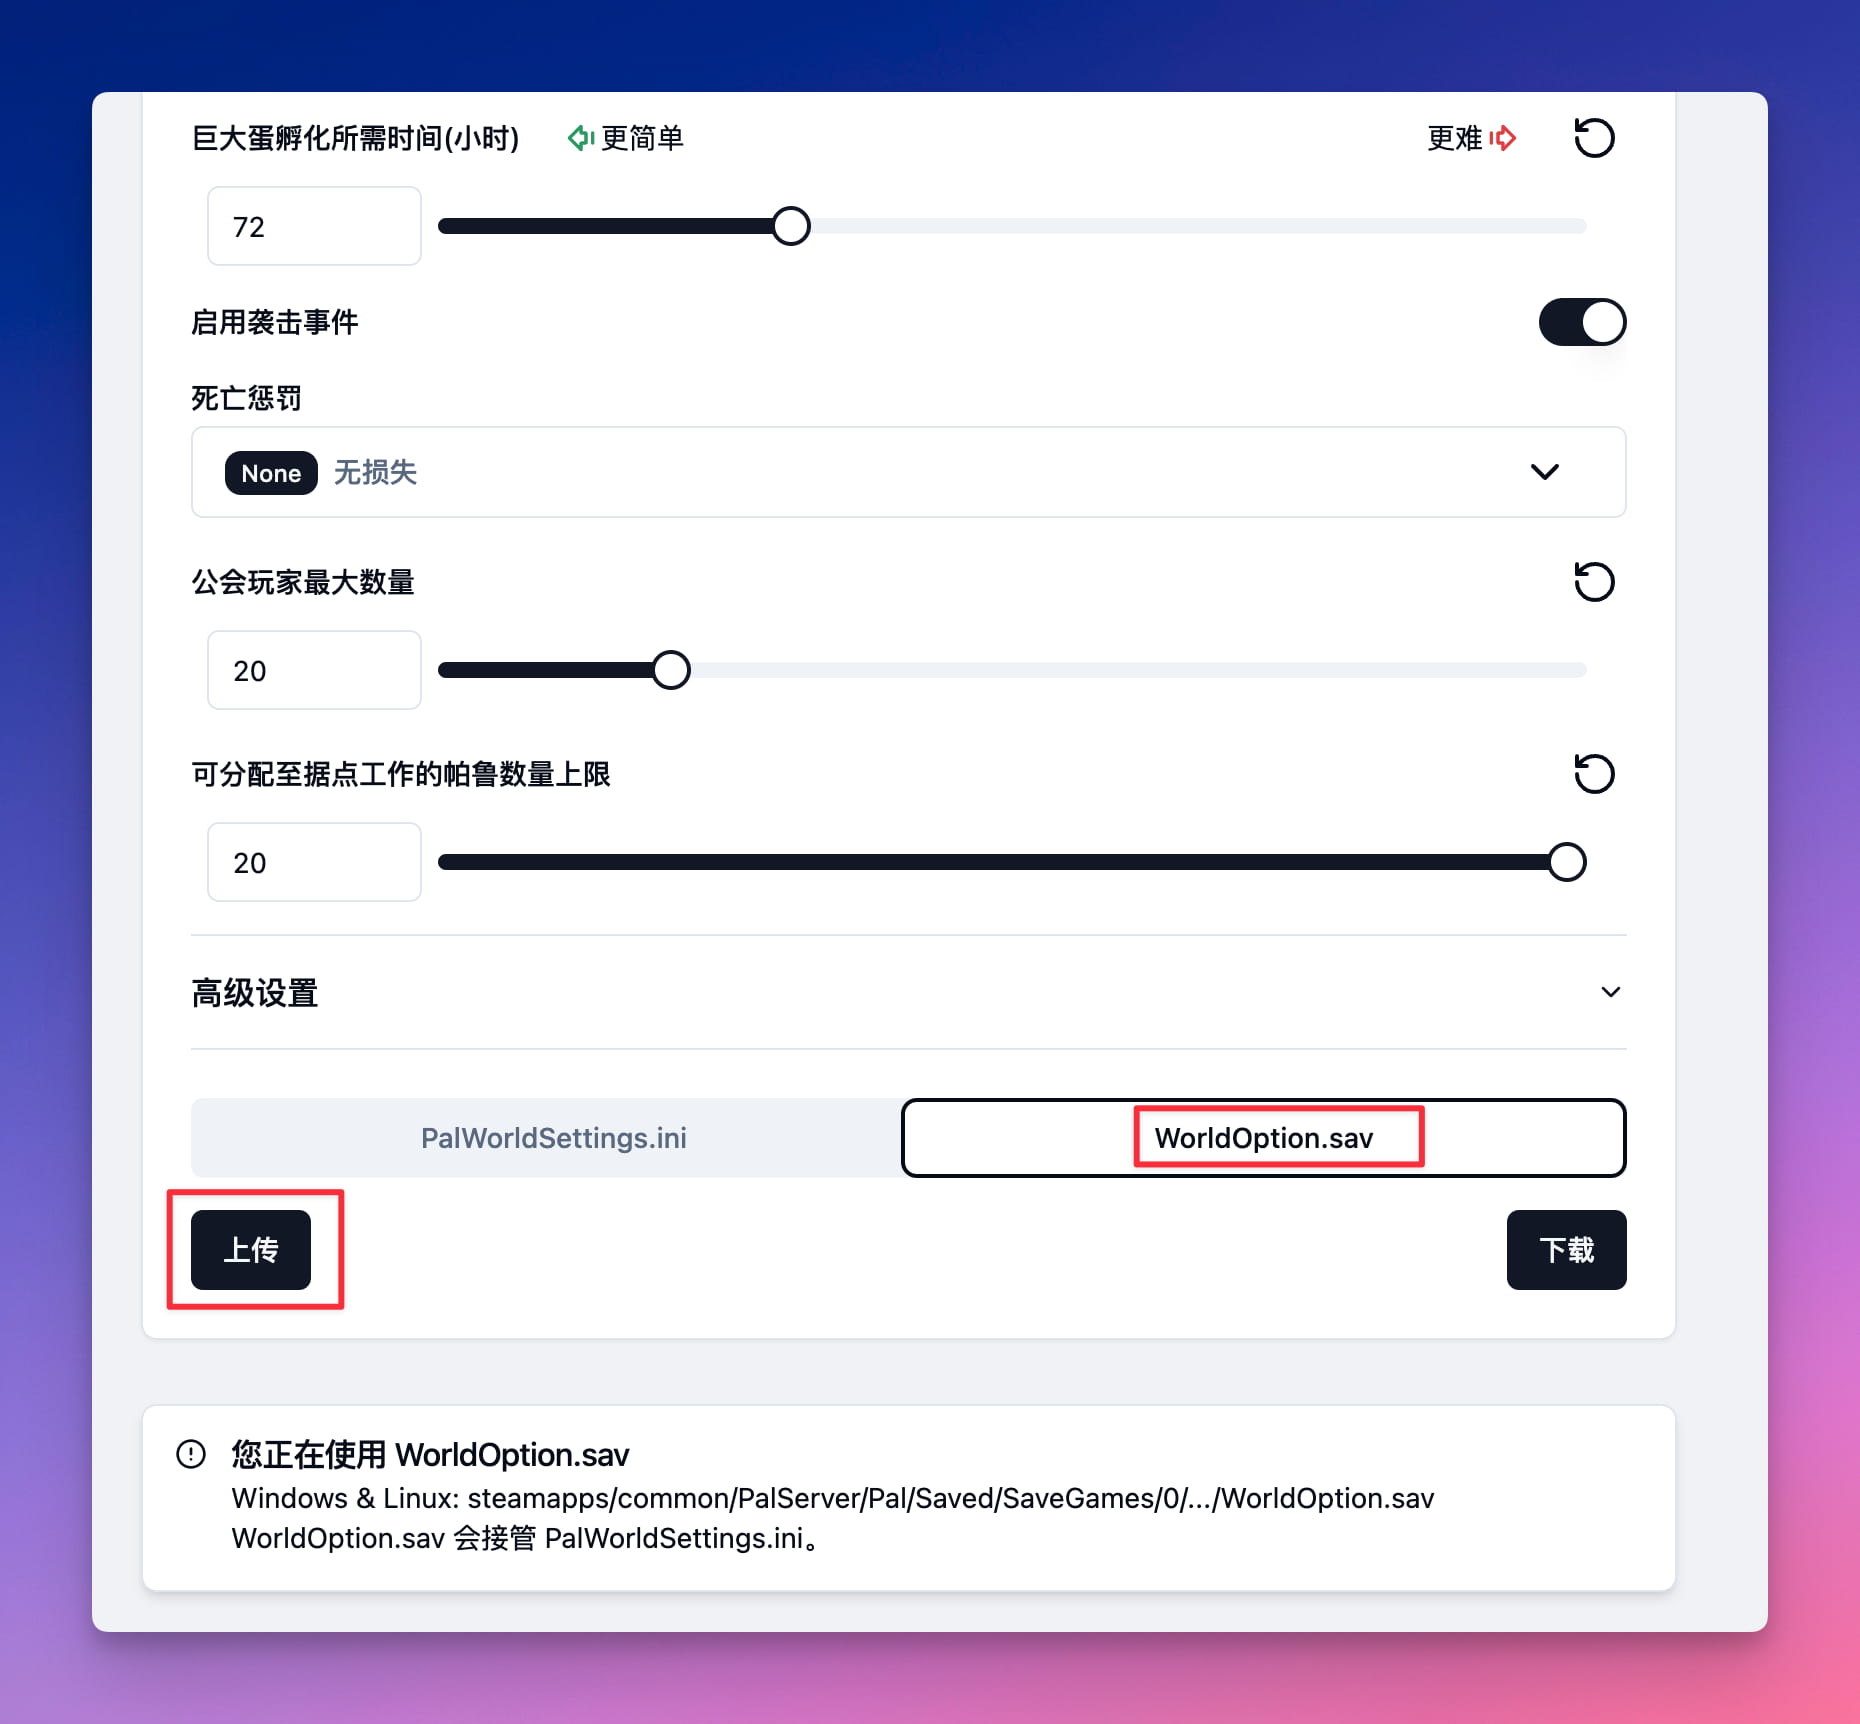 巨大蛋孵化所需时间(小时) 更简单 更难
72
启用袭击事件
死亡惩罚
None 无损失
公会玩家最大数量
20
可分配至据点工作的帕鲁数量上限
20
高级设置
PalWorldSettings.ini WorldOption.sav
上传 下载
您正在使用 WorldOption.sav
Windows & Linux: steamapps/common/PalServer/Pal/Saved/SaveGames/0/.../WorldOption.sav
WorldOption.sav 会接管 PalWorldSettings.ini。